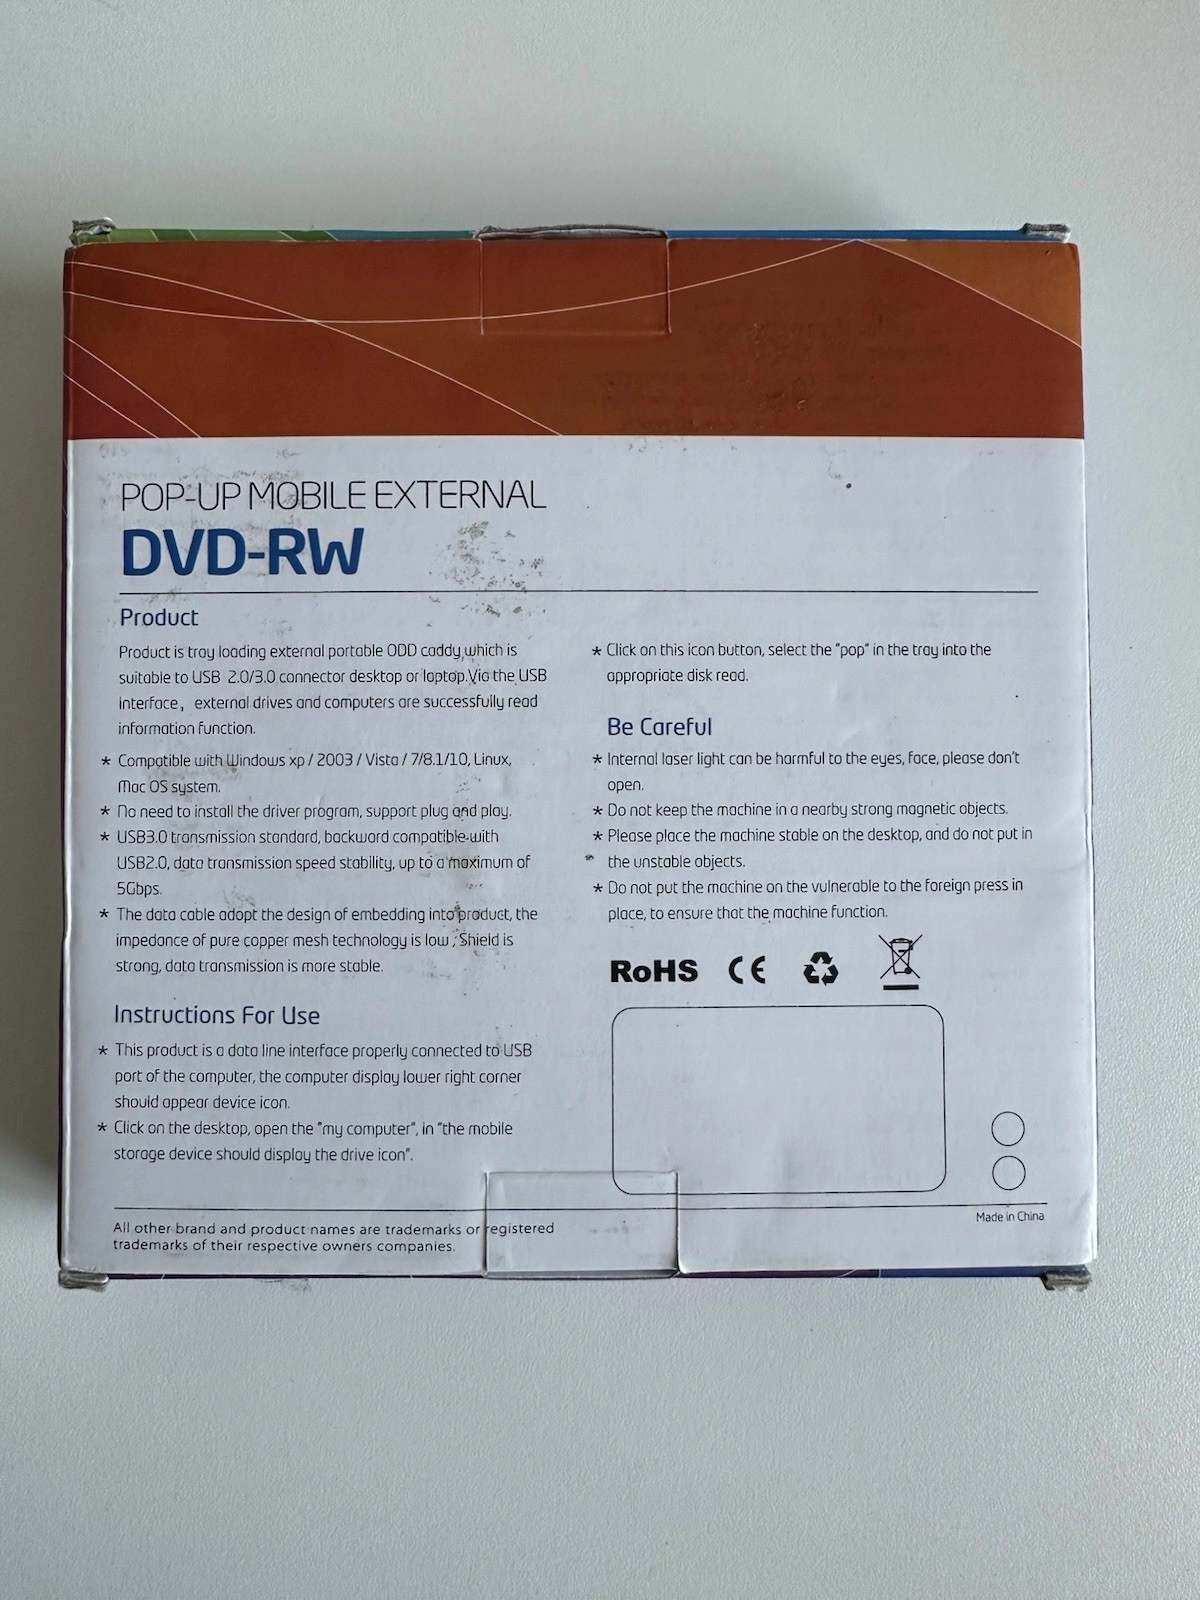 POP-UP MOBILE EXTERNAL
DVD-RW
Product
Product is tray loading external portable ODD caddy,which is
suitable to USB 2.0/3.0 connector desktop or laptop.Via the USB
interface, external drives and computers are successfully read
information function.
* Compatible with Windows xp / 2003 / Vista / 7/8.1/10, Linux,
Mac OS system.
* No need to install the driver program, support plug and play.
* USB3.0 transmission standard, backward compatible with
USB2.0, data transmission speed stability, up to a maximum of
5Gbps.
* The data cable adopt the design of embedding into product, the
impedance of pure copper mesh technology is low ; Shield is
strong, data transmission is more stable.
Instructions For Use
* This product is a data line interface properly connected to USB
port of the computer, the computer display lower right corner
should appear device icon.
* Click on the desktop, open the "my computer", in "the mobile
storage device should display the drive icon".
* Click on this icon button, select the "pop" in the tray into the
appropriate disk read.
Be Careful
* Internal laser light can be harmful to the eyes, face, please don't
open.
* Do not keep the machine in a nearby strong magnetic objects.
* Please place the machine stable on the desktop, and do not put in
the unstable objects.
* Do not put the machine on the vulnerable to the foreign press in
place, to ensure that the machine function.
RoHS CE
Made in China
All other brand and product names are trademarks or registered
trademarks of their respective owners companies.